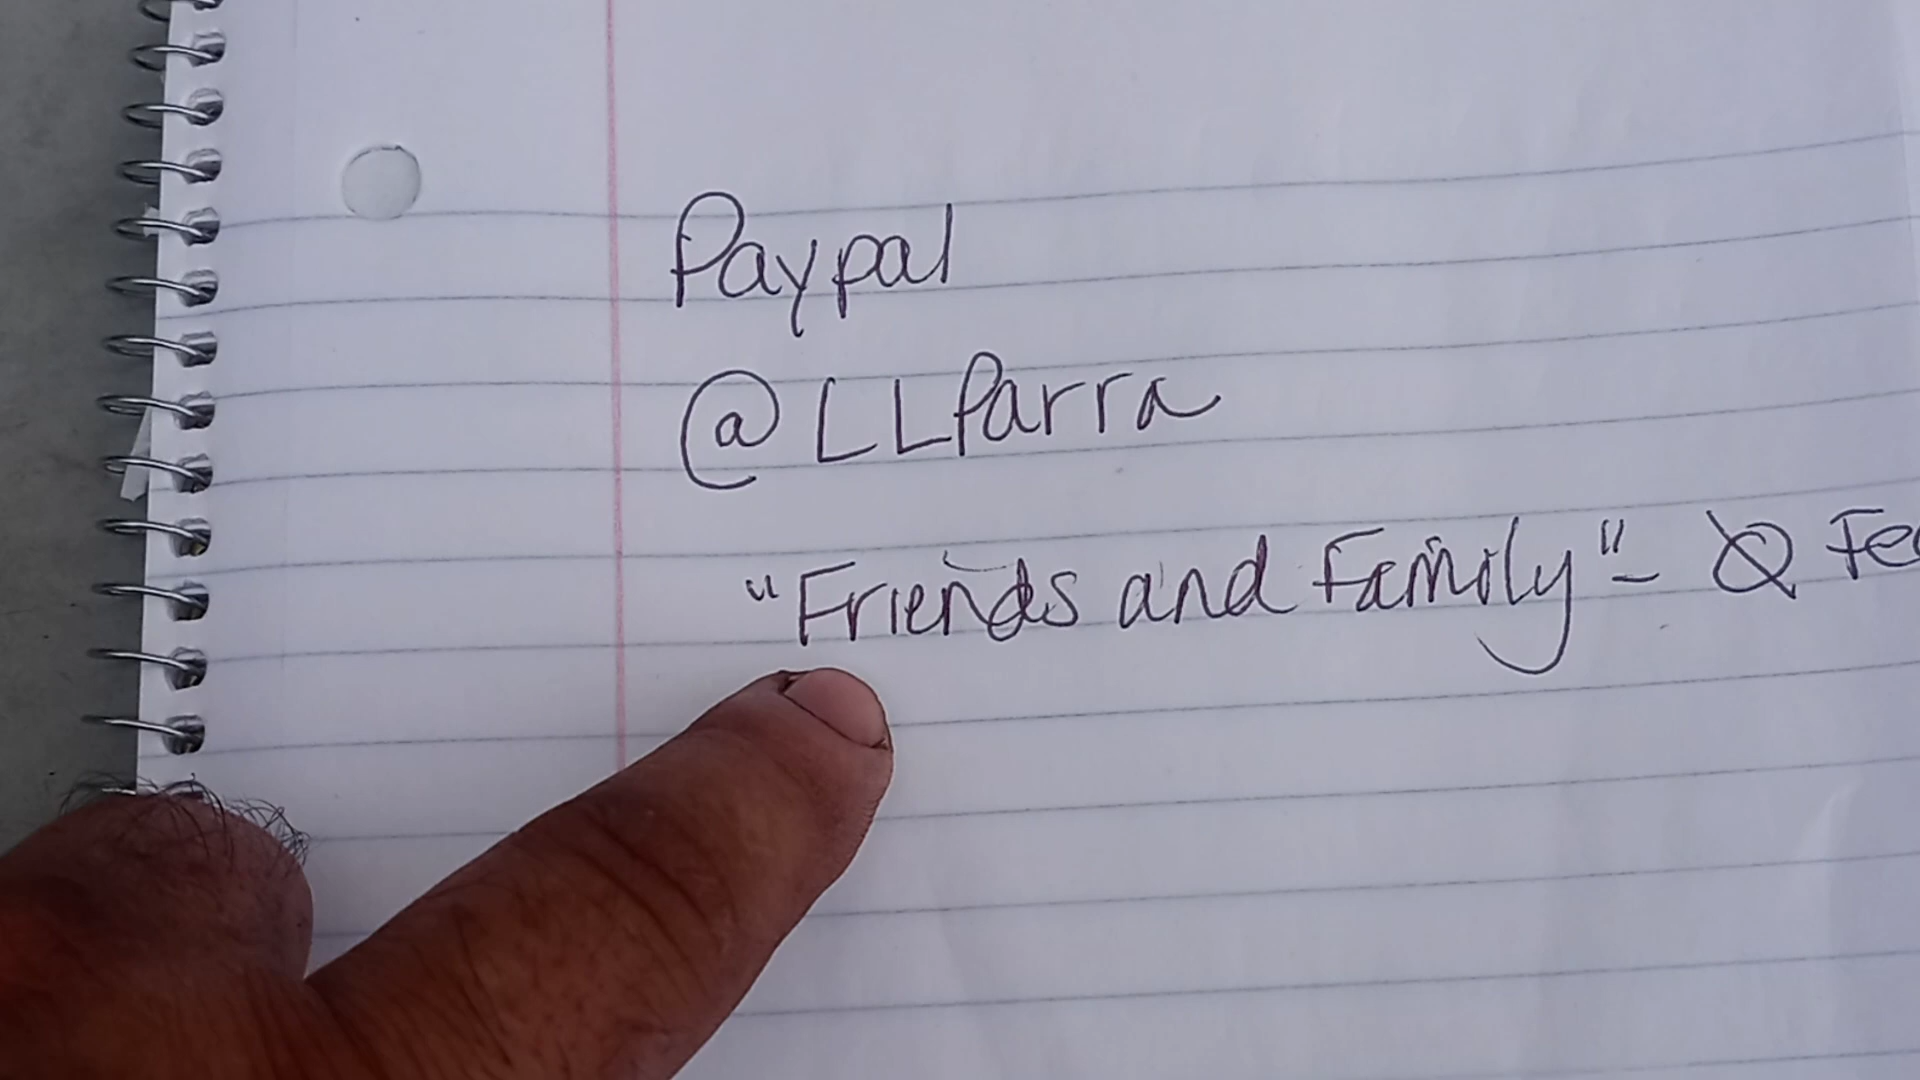 Paypal
@LLParra
"Friends and Family" - Ø